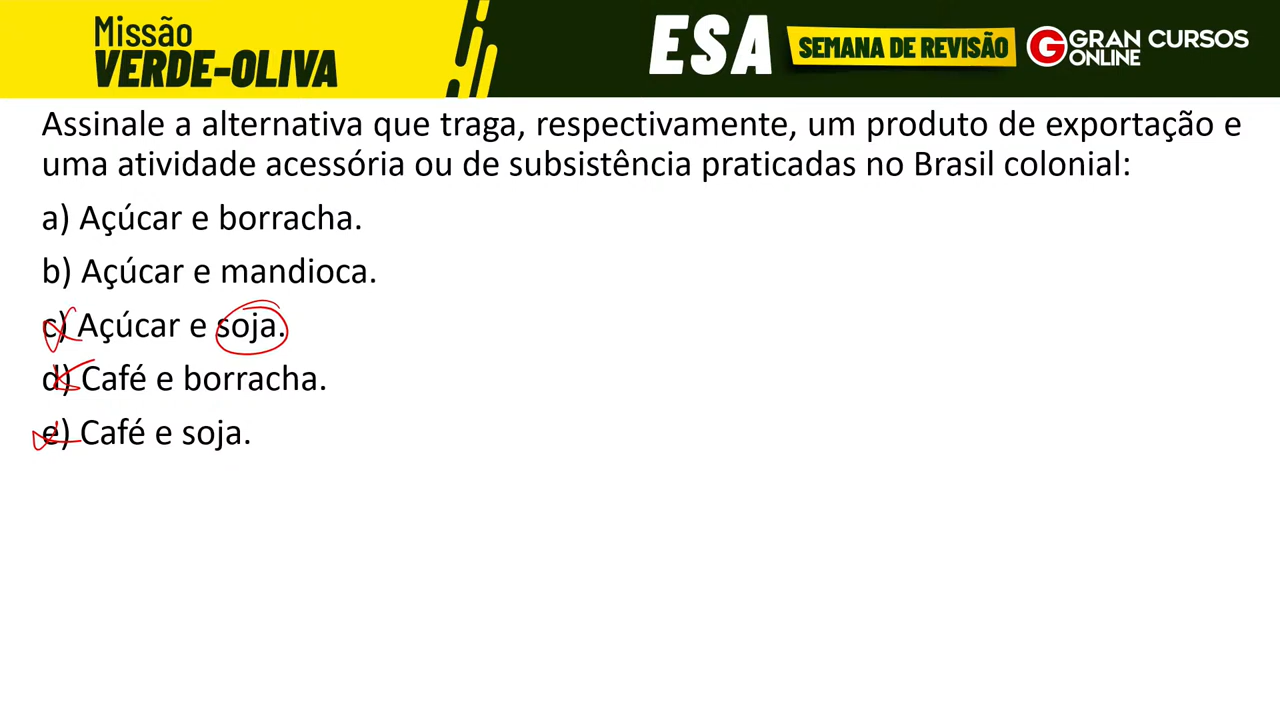 Missão
VERDE-OLIVA
ESA
SEMANA DE REVISÃO
G GRAN CURSOS
ONLINE
Assinale a alternativa que traga, respectivamente, um produto de exportação e
uma atividade acessória ou de subsistência praticadas no Brasil colonial:
a) Açúcar e borracha.
b) Açúcar e mandioca.
c) Açúcar e soja.
d) Café e borracha.
e) Café e soja.